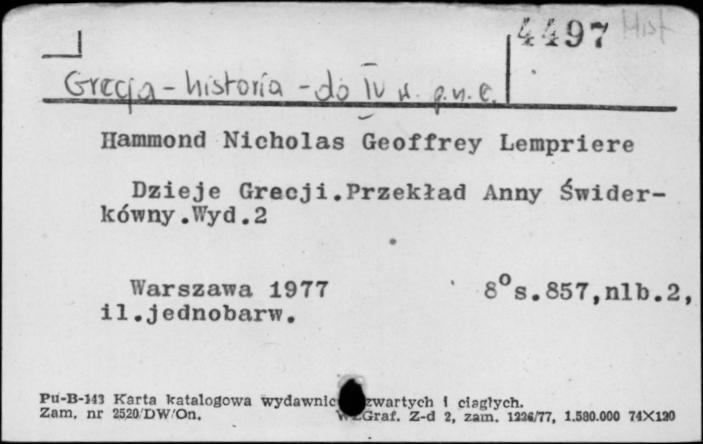 4497 Hist
Grecja - historia - do IV w. p.n.e.
Hammond Nicholas Geoffrey Lempriere
Dzieje Grecji.Przekład Anny Świder-
kówny.Wyd.2
Warszawa 1977 8°s.857,nlb.2,
il.jednobarw.
Pu-B-143 Karta katalogowa wydawnic zwartych i ciągłych.
Zam. nr 2520/DW/On. WZGraf. Z-d 2, zam. 1226/77, 1.580.000 74X120